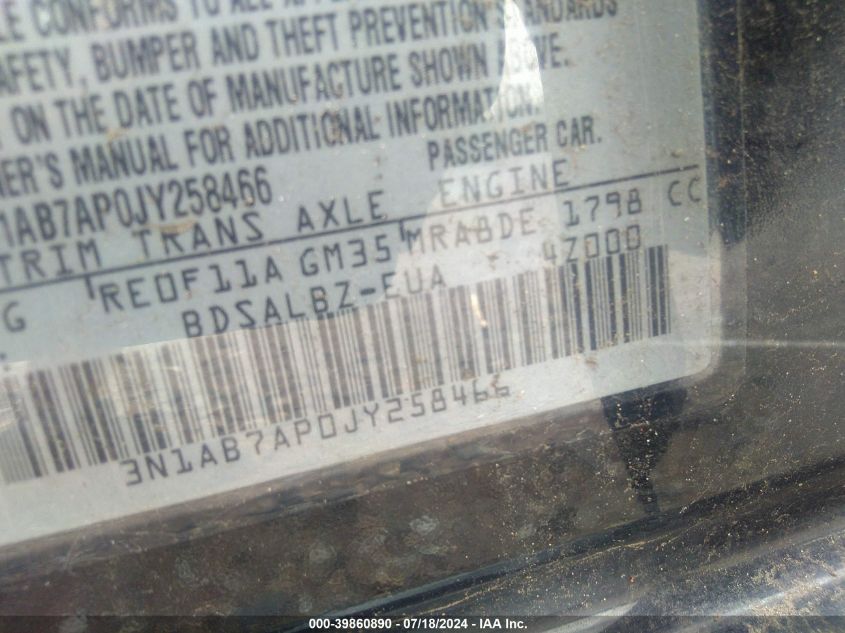 LE CONFORMS TO ALL
AFETY, BUMPER AND THEFT PREVENTION STANDARDS
ON THE DATE OF MANUFACTURE SHOWN ABOVE.
NER'S MANUAL FOR ADDITIONAL INFORMATION.
1AB7AP0JY258466 PASSENGER CAR.
TRIM TRANS AXLE ENGINE
G RE0F11A GM35 MRA8DE 1798 CC
BDSALBZ-EUA - 4Z000
3N1AB7AP0JY258466
000-39860890 - 07/18/2024 - IAA Inc.